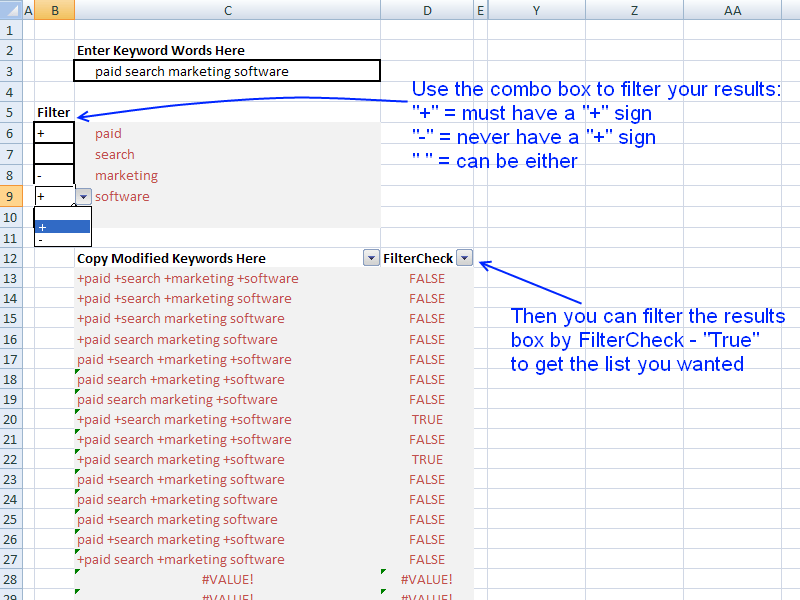 A B C D E Y Z AA
1
2 Enter Keyword Words Here
3 paid search marketing software
4 Use the combo box to filter your results:
5 Filter "+" = must have a "+" sign
6 + paid "-" = never have a "+" sign
7 search " " = can be either
8 - marketing
9 + software
10 +
11 -
12 Copy Modified Keywords Here FilterCheck
13 +paid +search +marketing +software FALSE
14 +paid +search +marketing software FALSE
15 +paid +search marketing software FALSE
Then you can filter the results
16 +paid search marketing software FALSE
box by FilterCheck - "True"
17 paid +search +marketing +software FALSE
to get the list you wanted
18 paid search +marketing +software FALSE
19 paid search marketing +software FALSE
20 +paid +search marketing +software TRUE
21 +paid search +marketing +software FALSE
22 +paid search marketing +software TRUE
23 paid +search marketing +software FALSE
24 paid search +marketing software FALSE
25 paid +search marketing software FALSE
26 paid +search +marketing software FALSE
27 +paid search +marketing software FALSE
28 #VALUE! #VALUE!
29 #VALUE! #VALUE!